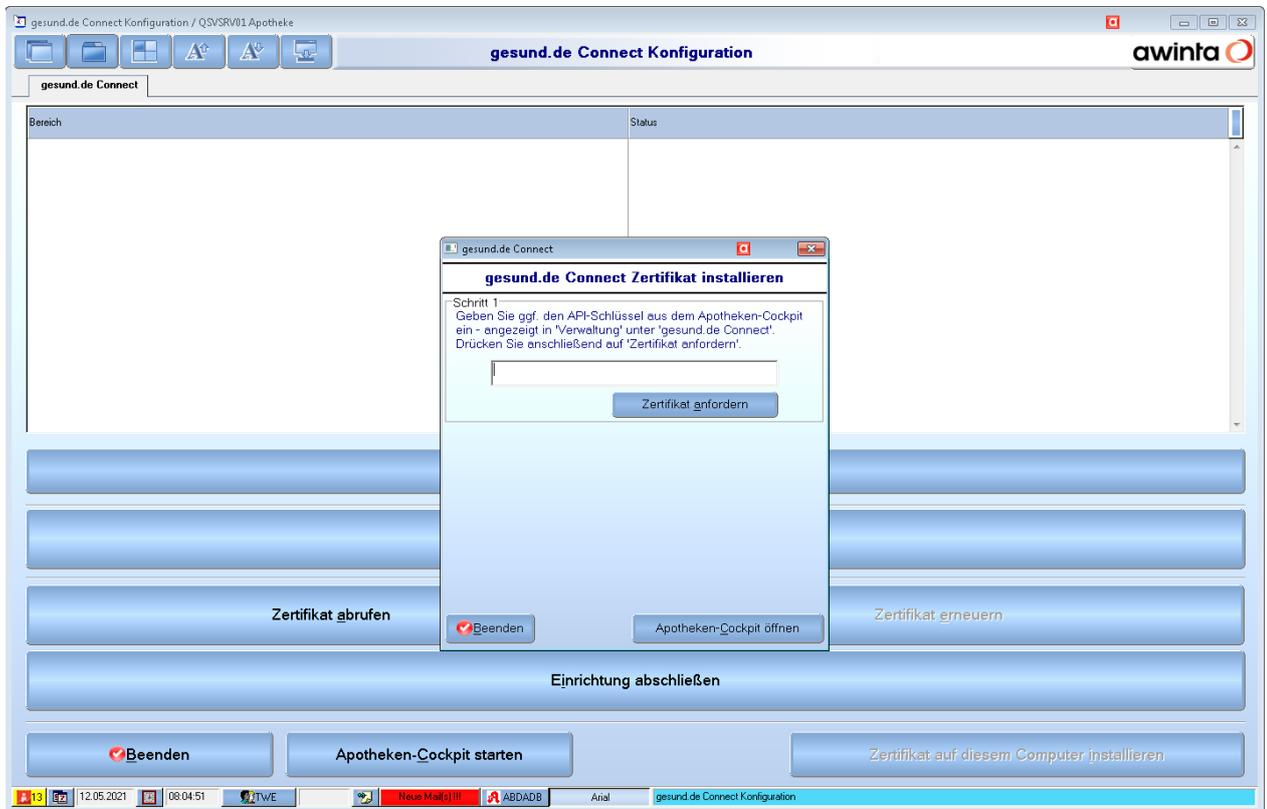 gesund.de Connect Konfiguration / QSVSRV01 Apotheke
gesund.de Connect Konfiguration
awinta
gesund.de Connect
Bereich
Status
gesund.de Connect
gesund.de Connect Zertifikat installieren
Schritt 1
Geben Sie ggf. den API-Schlüssel aus dem Apotheken-Cockpit
ein - angezeigt in 'Verwaltung' unter 'gesund.de Connect'.
Drücken Sie anschließend auf 'Zertifikat anfordern'.
Zertifikat anfordern
Beenden
Apotheken-Cockpit öffnen
Zertifikat abrufen
Zertifikat erneuern
Einrichtung abschließen
Beenden
Apotheken-Cockpit starten
Zertifikat auf diesem Computer installieren
13
12.05.2021
08:04:51
TWE
Neue Mail(s) !!!
ABDADB
Arial
gesund.de Connect Konfiguration